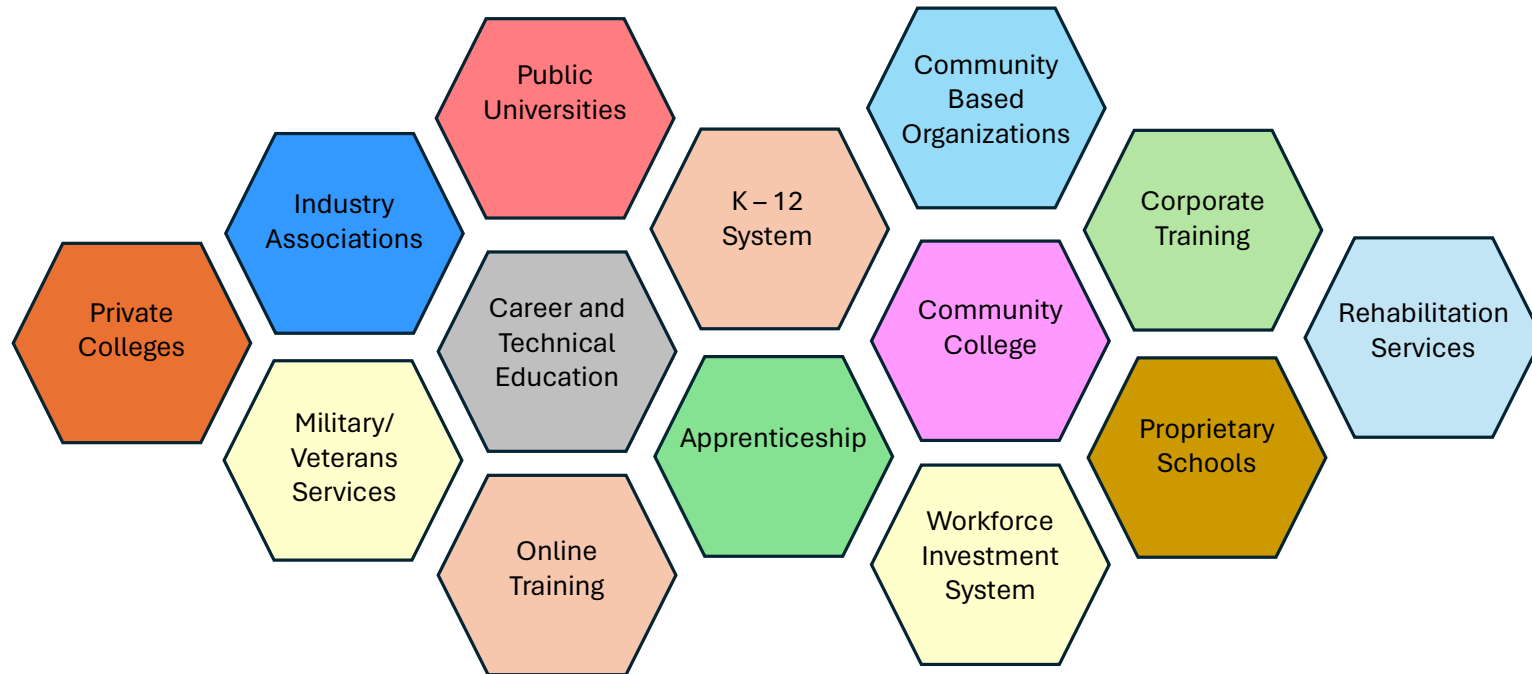 Public
Universities
Community
Based
Organizations
Industry
Associations
K – 12
System
Corporate
Training
Private
Colleges
Career and
Technical
Education
Community
College
Rehabilitation
Services
Military/
Veterans
Services
Apprenticeship
Proprietary
Schools
Online
Training
Workforce
Investment
System